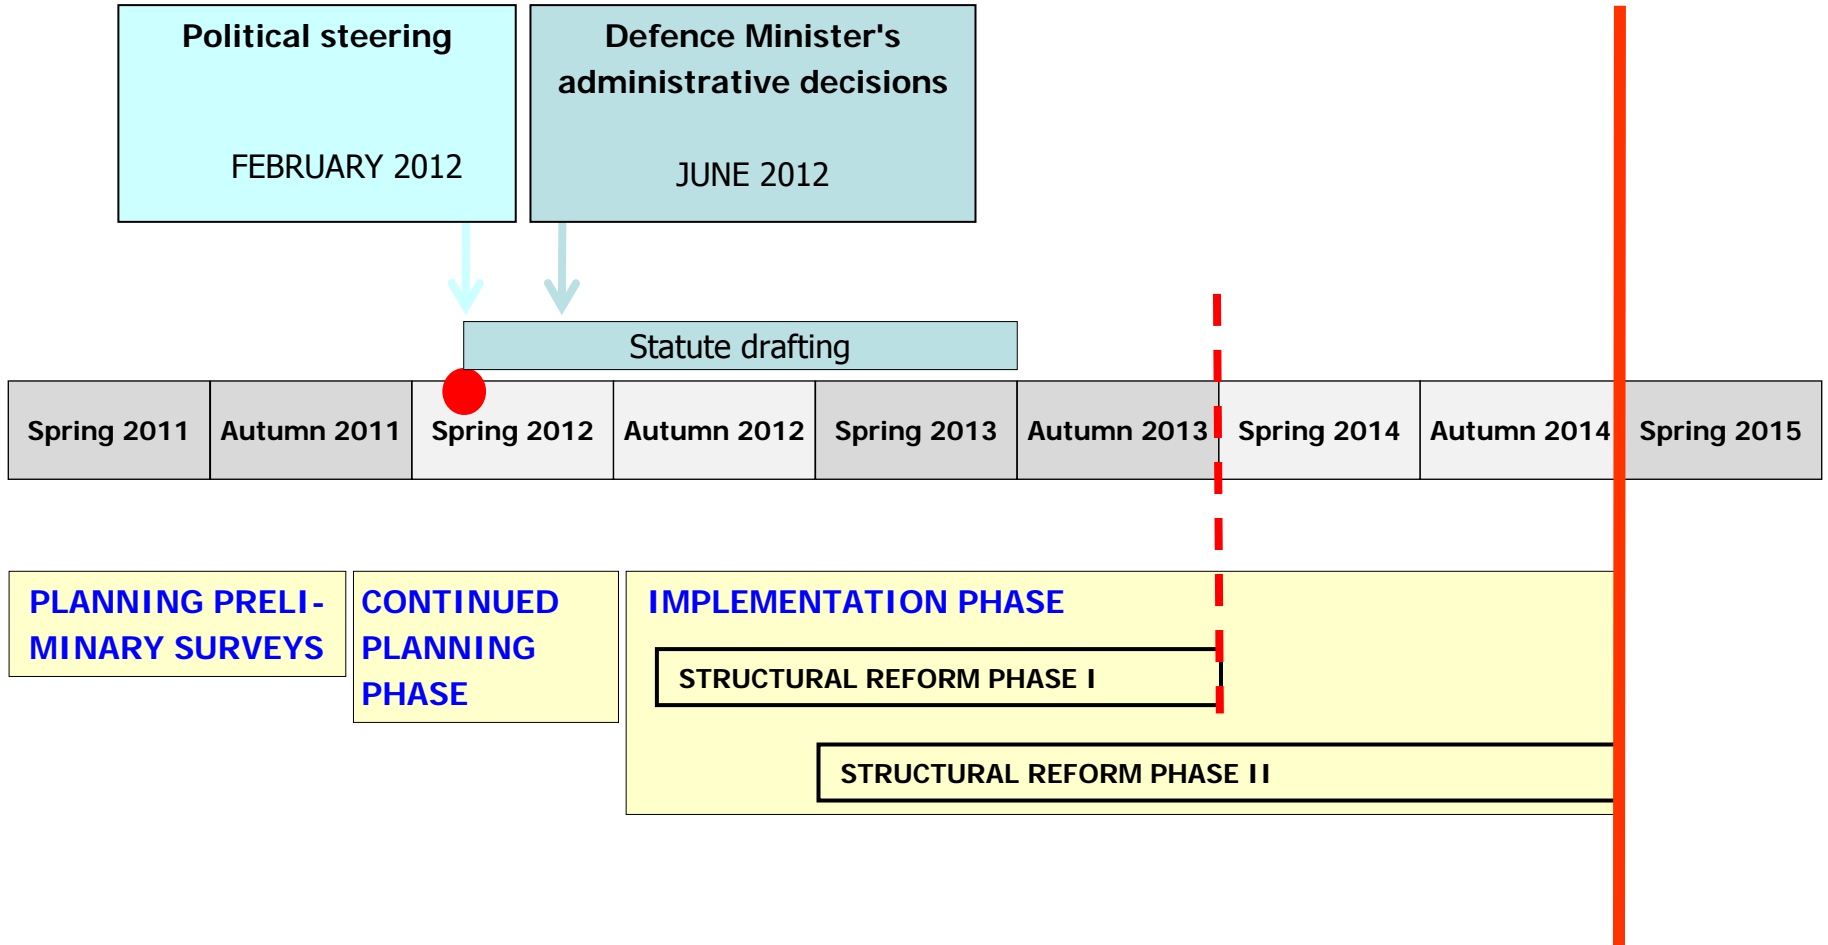 Political steering
FEBRUARY 2012
Defence Minister's
administrative decisions
JUNE 2012
Statute drafting
Spring 2011
Autumn 2011
Spring 2012
Autumn 2012
Spring 2013
Autumn 2013
Spring 2014
Autumn 2014
Spring 2015
PLANNING PRELI-
MINARY SURVEYS
CONTINUED
PLANNING
PHASE
IMPLEMENTATION PHASE
STRUCTURAL REFORM PHASE I
STRUCTURAL REFORM PHASE II